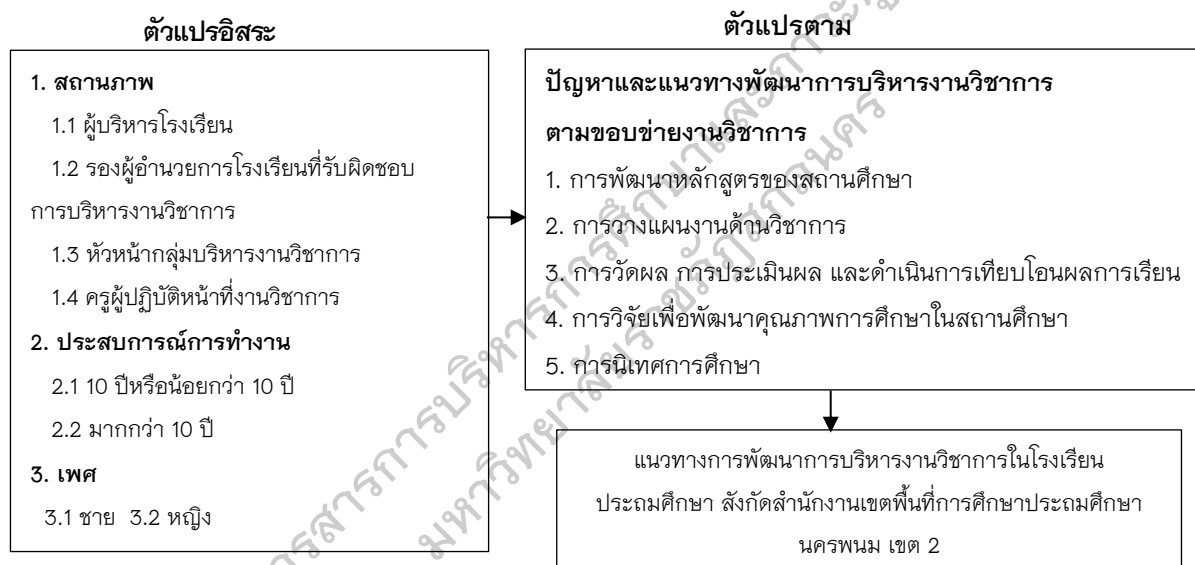 ตัวแปรอิสระ
1. สถานภาพ
1.1 ผู้บริหารโรงเรียน
1.2 รองผู้อำนวยการโรงเรียนที่รับผิดชอบ
การบริหารงานวิชาการ
1.3 หัวหน้ากลุ่มบริหารงานวิชาการ
1.4 ครูผู้ปฏิบัติหน้าที่งานวิชาการ
2. ประสบการณ์การทำงาน
2.1 10 ปีหรือน้อยกว่า 10 ปี
2.2 มากกว่า 10 ปี
3. เพศ
3.1 ชาย 3.2 หญิง
ตัวแปรตาม
ปัญหาและแนวทางพัฒนาการบริหารงานวิชาการ
ตามขอบข่ายงานวิชาการ
1. การพัฒนาหลักสูตรของสถานศึกษา
2. การวางแผนงานด้านวิชาการ
3. การวัดผล การประเมินผล และดำเนินการเทียบโอนผลการเรียน
4. การวิจัยเพื่อพัฒนาคุณภาพการศึกษาในสถานศึกษา
5. การนิเทศการศึกษา
แนวทางการพัฒนาการบริหารงานวิชาการในโรงเรียน
ประถมศึกษา สังกัดสำนักงานเขตพื้นที่การศึกษาประถมศึกษา
นครพนม เขต 2
มหาวิทยาลัยราชภัฏสกลนคร